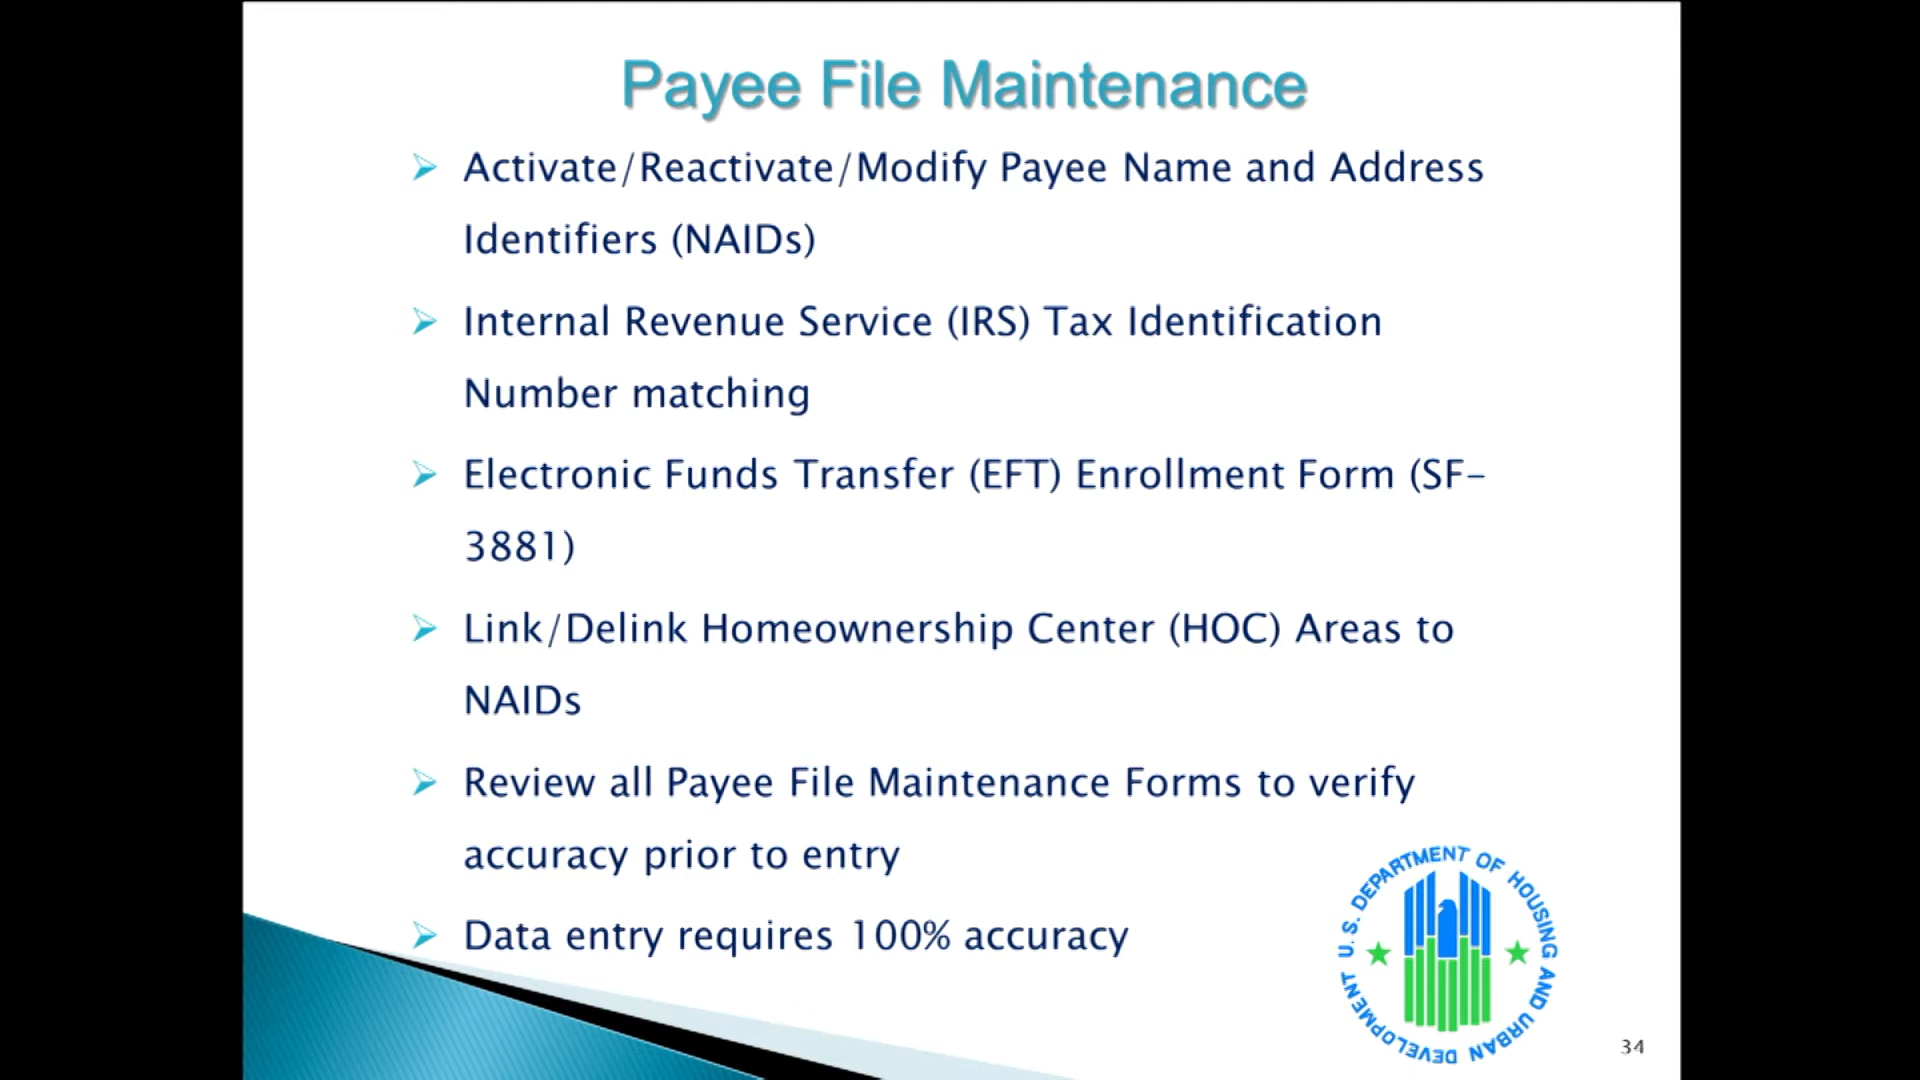 Payee File Maintenance
Activate/Reactivate/Modify Payee Name and Address
Identifiers (NAIDs)
Internal Revenue Service (IRS) Tax Identification
Number matching
Electronic Funds Transfer (EFT) Enrollment Form (SF-
3881)
Link/Delink Homeownership Center (HOC) Areas to
NAIDs
Review all Payee File Maintenance Forms to verify
accuracy prior to entry
Data entry requires 100% accuracy
U.S. DEPARTMENT OF HOUSING AND URBAN DEVELOPMENT
34